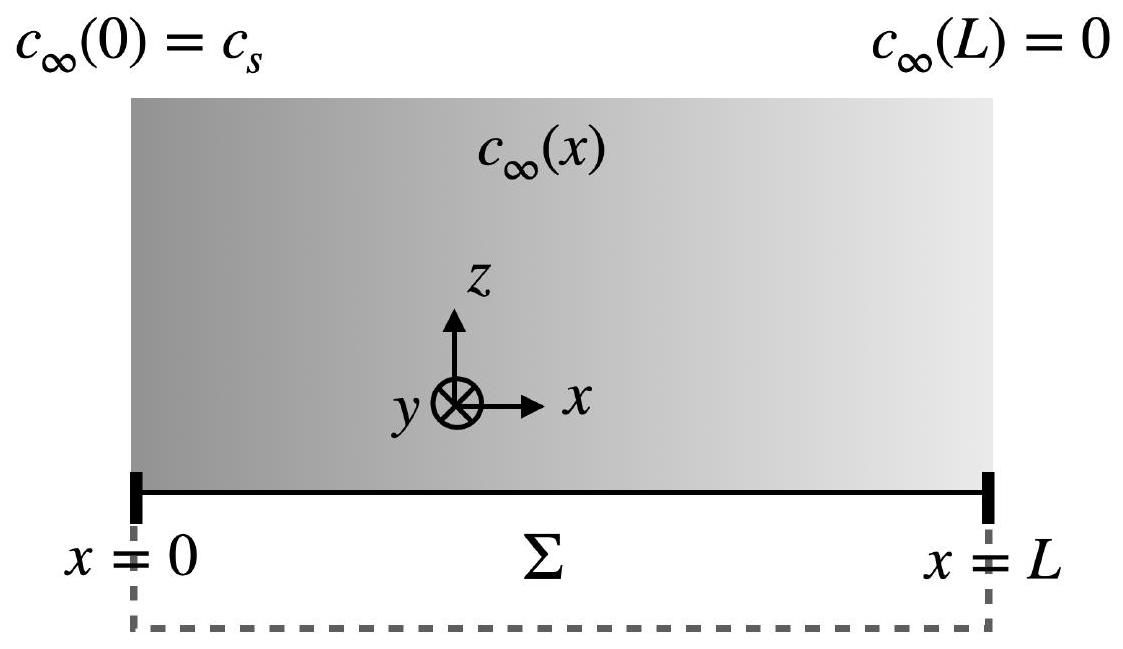 c∞(0) = cₛ
c∞(L) = 0
c∞(x)
z
y
x
x = 0
Σ
x = L